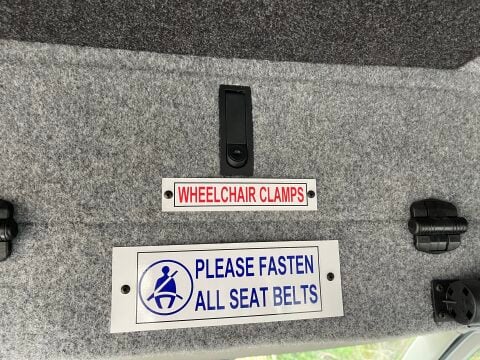 WHEELCHAIR CLAMPS
PLEASE FASTEN
ALL SEAT BELTS